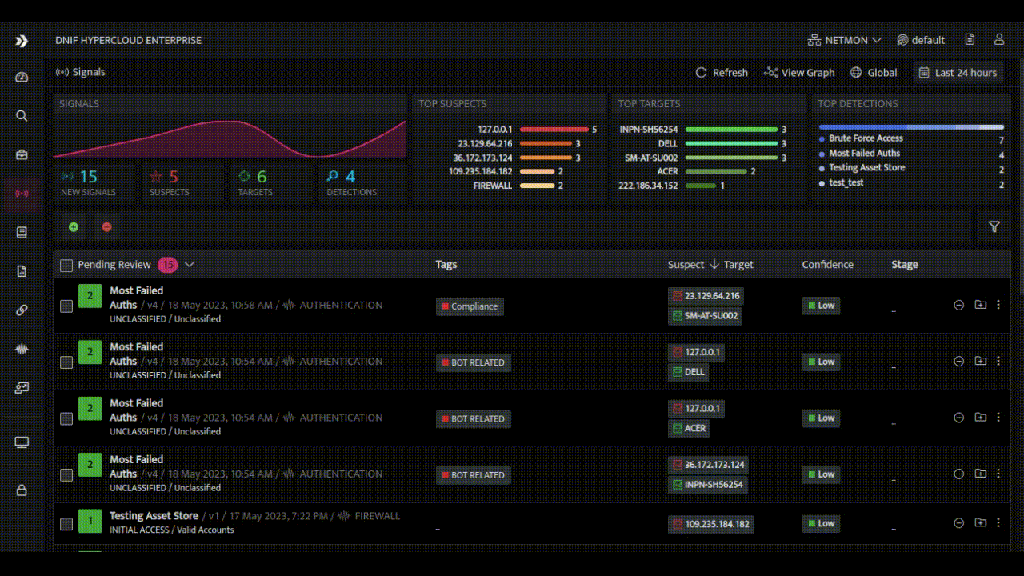 DNIF HYPERCLOUD ENTERPRISE
NETMON
default
Signals
Refresh
View Graph
Global
Last 24 hours
SIGNALS
15
NEW SIGNALS
5
SUSPECTS
6
TARGETS
4
DETECTIONS
TOP SUSPECTS
127.0.0.1 5
23.129.64.216 3
36.172.173.124 3
109.235.184.182 2
FIREWALL 2
TOP TARGETS
INPN-SH56254 3
DELL 3
SM-AT-SU002 3
ACER 2
222.186.34.152 1
TOP DETECTIONS
Brute Force Access 7
Most Failed Auths 4
Testing Asset Store 2
test_test 2
Pending Review 15 Tags Suspect Target Confidence Stage
2
Most Failed
Auths / v4 / 18 May 2023, 10:58 AM / AUTHENTICATION
UNCLASSIFIED / Unclassified
Compliance
23.129.64.216
SM-AT-SU002
Low
_
2
Most Failed
Auths / v4 / 18 May 2023, 10:54 AM / AUTHENTICATION
UNCLASSIFIED / Unclassified
BOT RELATED
127.0.0.1
DELL
Low
_
2
Most Failed
Auths / v4 / 18 May 2023, 10:54 AM / AUTHENTICATION
UNCLASSIFIED / Unclassified
BOT RELATED
127.0.0.1
ACER
Low
_
2
Most Failed
Auths / v4 / 18 May 2023, 10:54 AM / AUTHENTICATION
UNCLASSIFIED / Unclassified
BOT RELATED
36.172.173.124
INPN-SH56254
Low
_
1
Testing Asset Store / v1 / 17 May 2023, 7:22 PM / FIREWALL
INITIAL ACCESS / Valid Accounts
_
109.235.184.182
Low
_